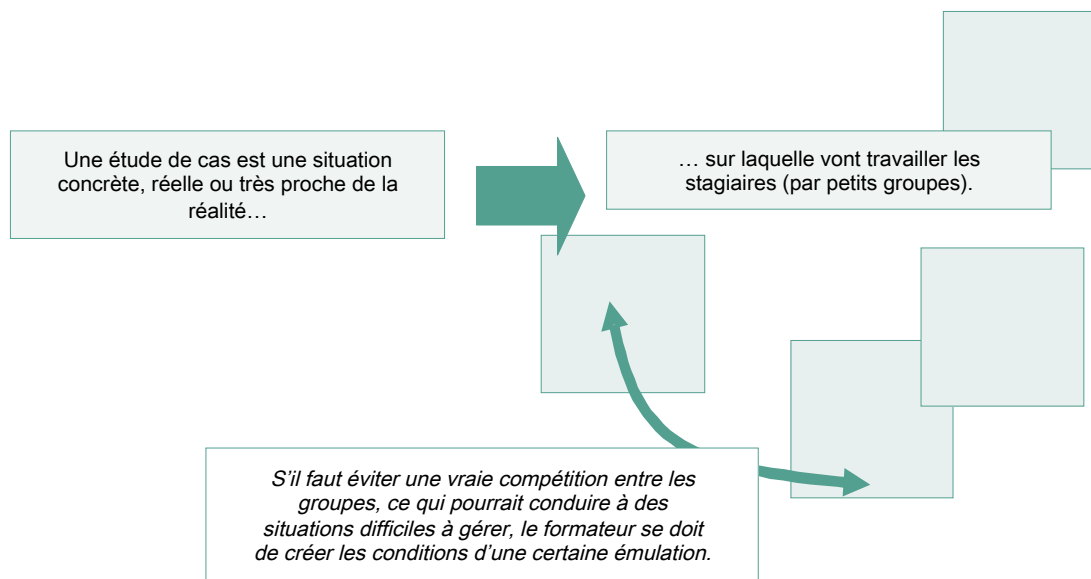 Une étude de cas est une situation
concrète, réelle ou très proche de la
réalité…
… sur laquelle vont travailler les
stagiaires (par petits groupes).
S’il faut éviter une vraie compétition entre les
groupes, ce qui pourrait conduire à des
situations difficiles à gérer, le formateur se doit
de créer les conditions d’une certaine émulation.